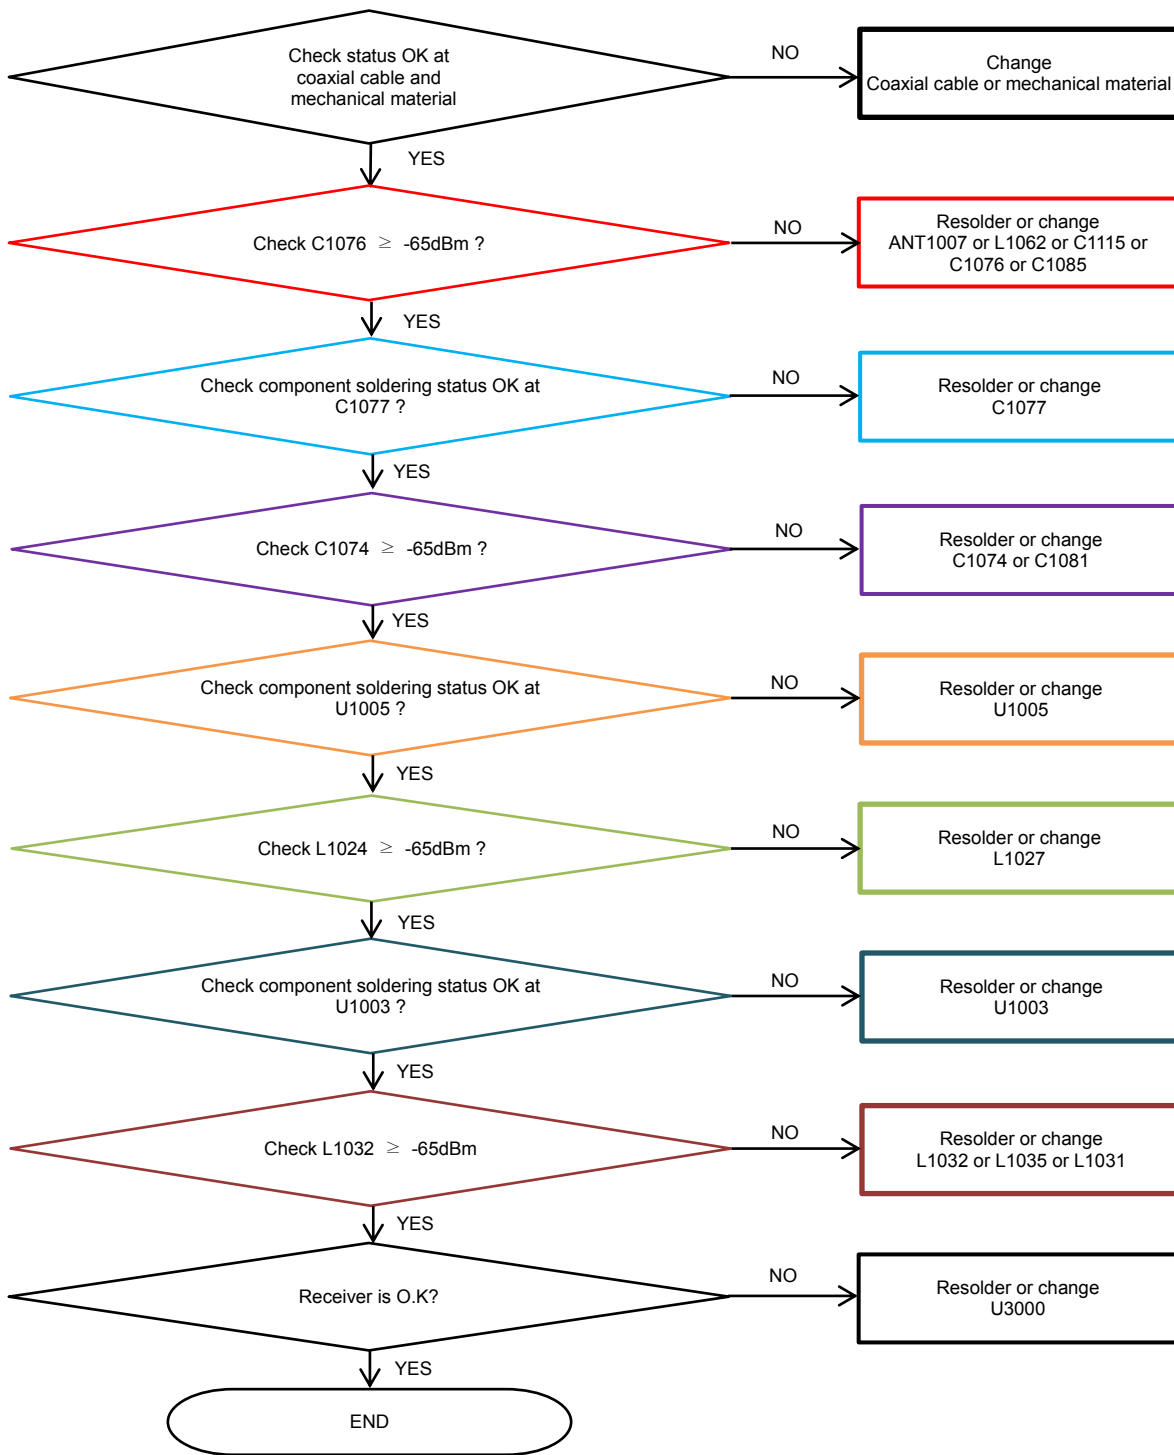 Check status OK at
coaxial cable and
mechanical material
NO
Change
Coaxial cable or mechanical material
YES
Check C1076 ≥ -65dBm ?
NO
Resolder or change
ANT1007 or L1062 or C1115 or
C1076 or C1085
YES
Check component soldering status OK at
C1077 ?
NO
Resolder or change
C1077
YES
Check C1074 ≥ -65dBm ?
NO
Resolder or change
C1074 or C1081
YES
Check component soldering status OK at
U1005 ?
NO
Resolder or change
U1005
YES
Check L1024 ≥ -65dBm ?
NO
Resolder or change
L1027
YES
Check component soldering status OK at
U1003 ?
NO
Resolder or change
U1003
YES
Check L1032 ≥ -65dBm
NO
Resolder or change
L1032 or L1035 or L1031
YES
Receiver is O.K?
NO
Resolder or change
U3000
YES
END